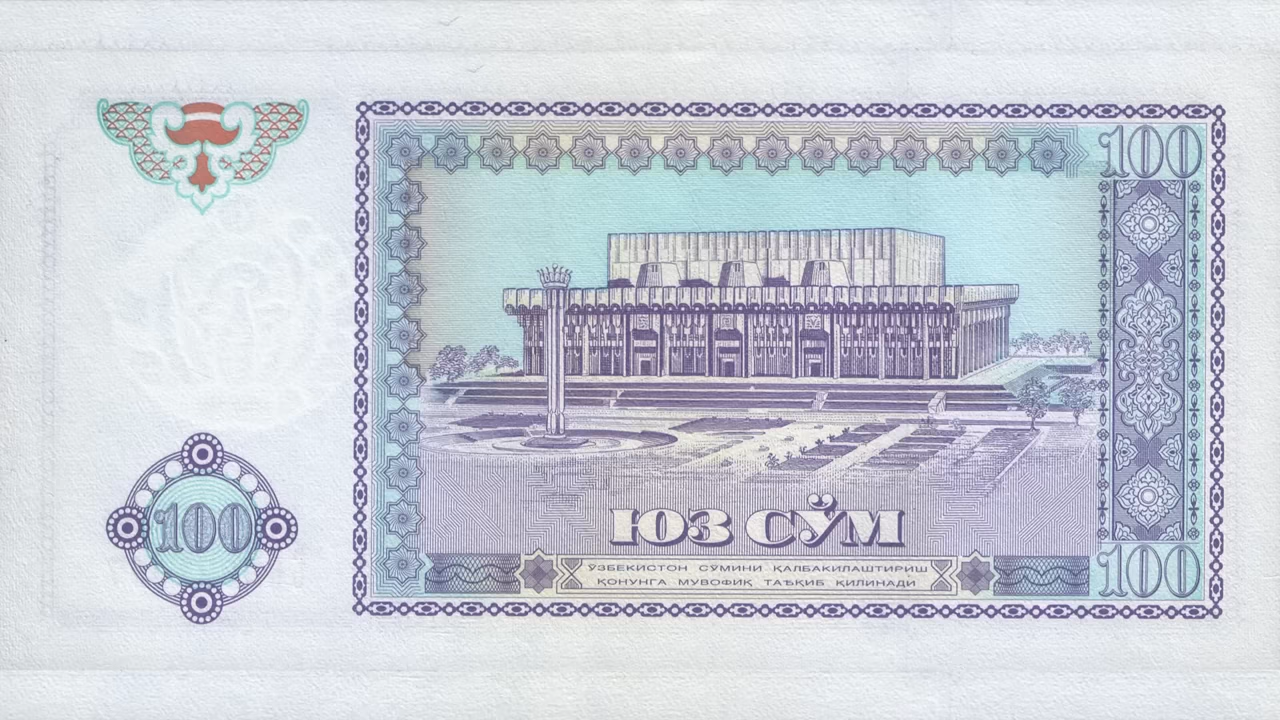 100
100
ЮЗ СЎМ
ЎЗБЕКИСТОН СЎМИНИ ҚАЛБАКИЛАШТИРИШ
ҚОНУНГА МУВОФИҚ ТАЪҚИБ ҚИЛИНАДИ
100